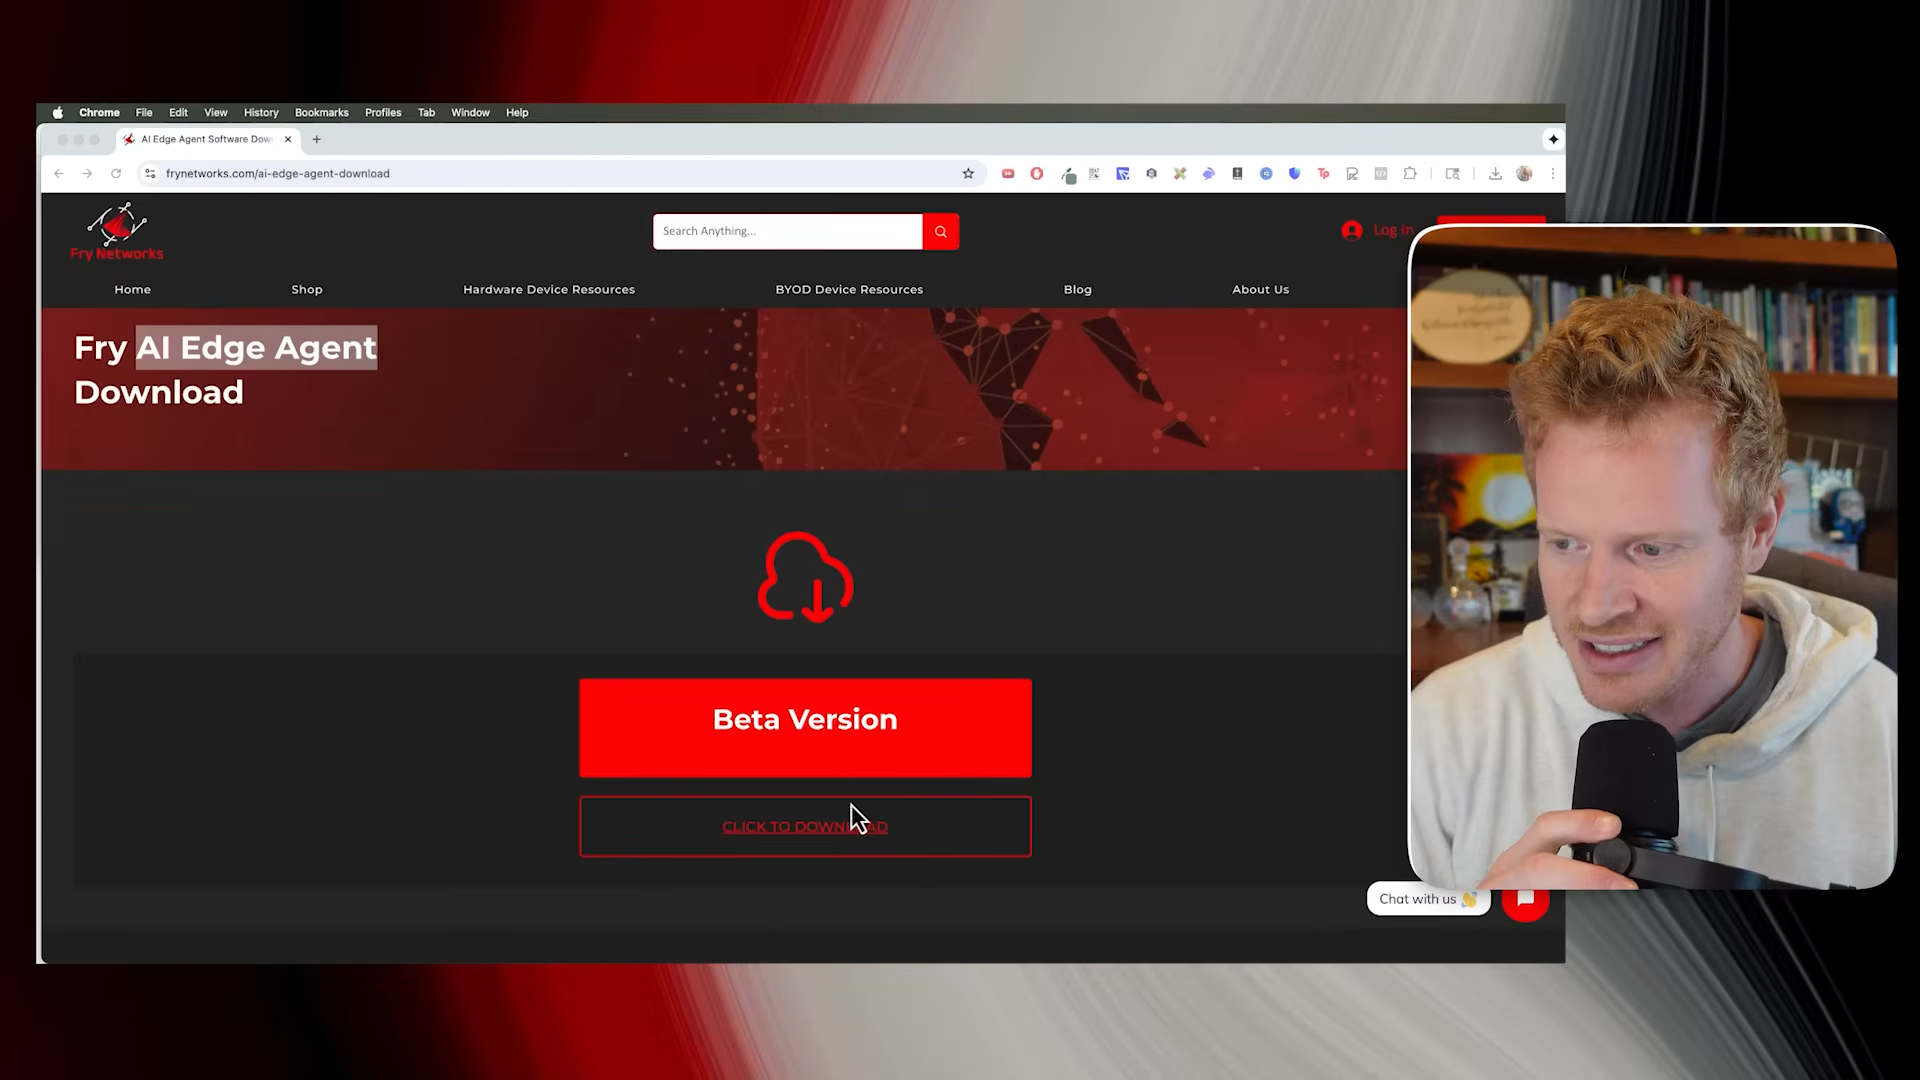 Chrome File Edit View History Bookmarks Profiles Tab Window Help
AI Edge Agent Software Dow
frynetworks.com/ai-edge-agent-download
Fry Networks
Search Anything...
Log In
Home Shop Hardware Device Resources BYOD Device Resources Blog About Us
Fry AI Edge Agent
Download
Beta Version
CLICK TO DOWNLOAD
Chat with us